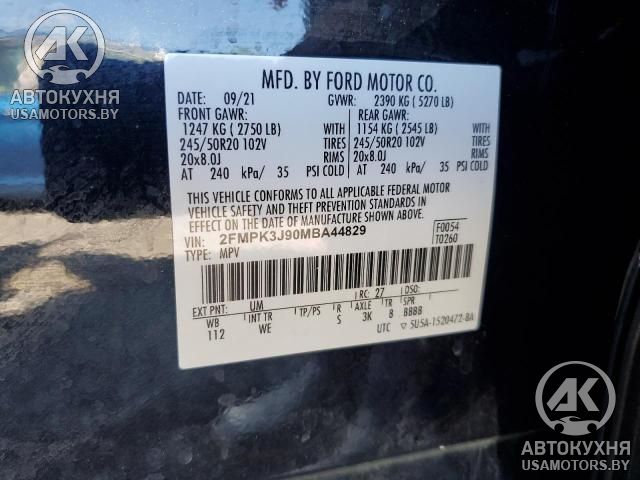 АК
АВТОКУХНЯ
USAMOTORS.BY
MFD. BY FORD MOTOR CO.
DATE: 09/21 GVWR: 2390 KG (5270 LB)
FRONT GAWR: REAR GAWR:
1247 KG (2750 LB) WITH 1154 KG (2545 LB) WITH
245/50R20 102V TIRES 245/50R20 102V TIRES
20x8.0J RIMS 20x8.0J RIMS
AT 240 kPa/ 35 PSI COLD AT 240 kPa/ 35 PSI COLD
THIS VEHICLE CONFORMS TO ALL APPLICABLE FEDERAL MOTOR
VEHICLE SAFETY AND THEFT PREVENTION STANDARDS IN
EFFECT ON THE DATE OF MANUFACTURE SHOWN ABOVE.
VIN: 2FMPK3J90MBA44829 F0054
TYPE: MPV T0260
EXT PNT: UM RC: 27 DSO:
WB INT TR TP/PS R AXLE TR SPR
112 WE S 3K 8 BBBB
UTC 5U5A-1520472-BA
АК
АВТОКУХНЯ
USAMOTORS.BY